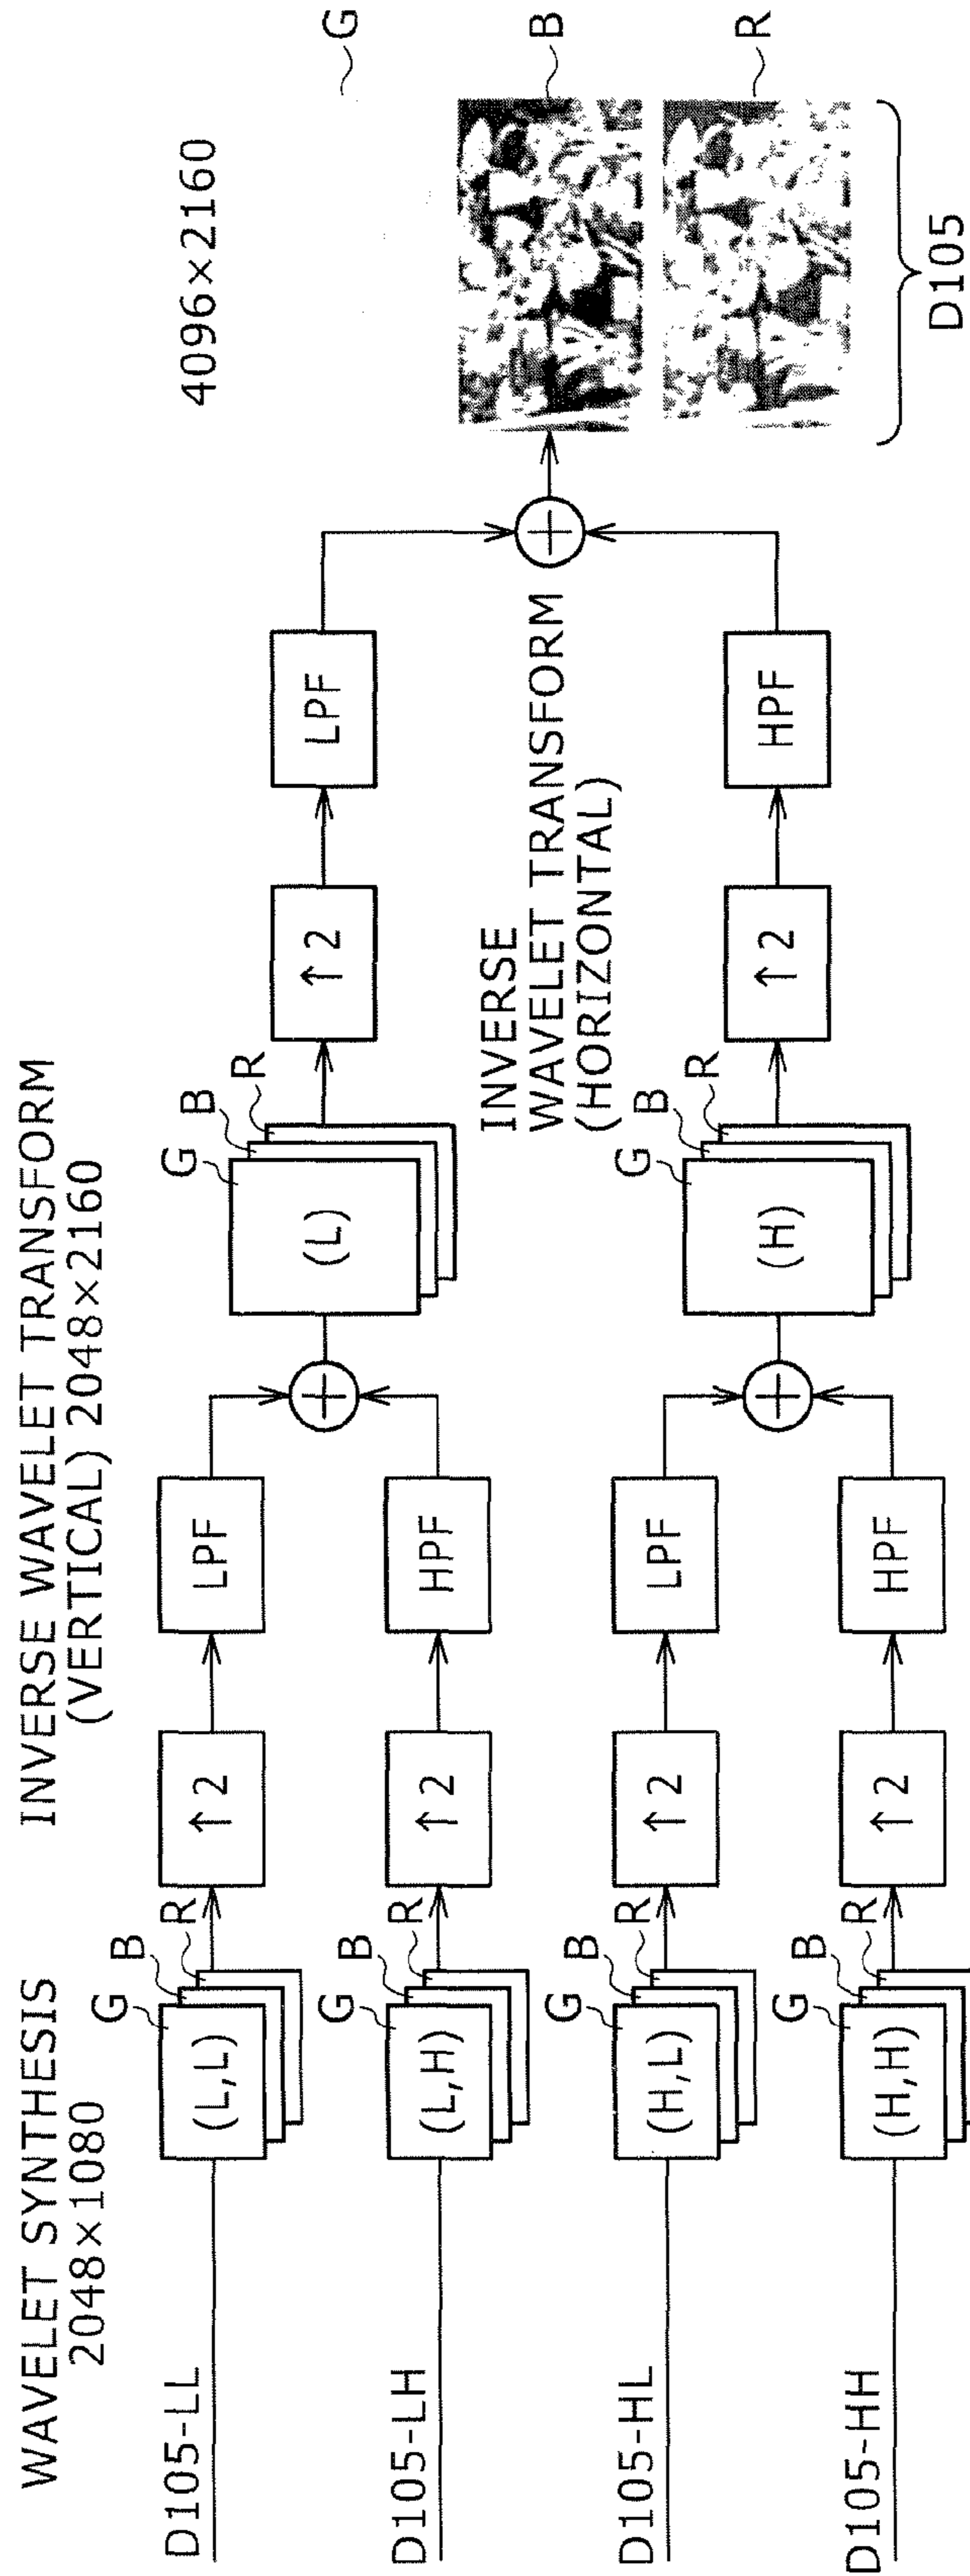 WAVELET SYNTHESIS
2048×1080
INVERSE WAVELET TRANSFORM
(VERTICAL) 2048×2160
4096×2160
D105-LL
G
B
R
(L,L)
↑2
LPF
D105-LH
G
B
R
(L,H)
↑2
HPF
G
B
R
(L)
↑2
LPF
INVERSE
WAVELET TRANSFORM
(HORIZONTAL)
D105-HL
G
B
R
(H,L)
↑2
LPF
D105-HH
G
B
R
(H,H)
↑2
HPF
G
B
R
(H)
↑2
HPF
G
B
R
D105